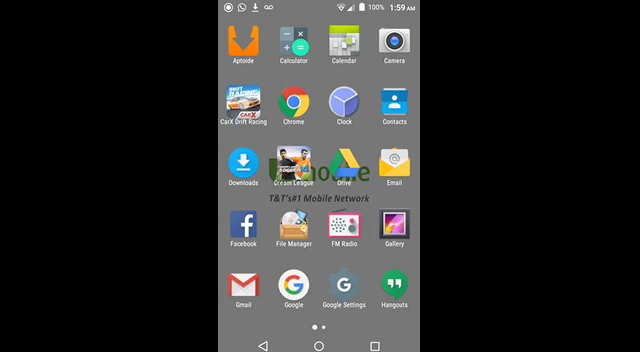 100% 1:59 AM
Aptoide Calculator Calendar Camera
CarX Drift Racing Chrome Clock Contacts
Downloads Dream League Drive Email
mobile
T&T's#1 Mobile Network
Facebook File Manager FM Radio Gallery
Gmail Google Google Settings Hangouts